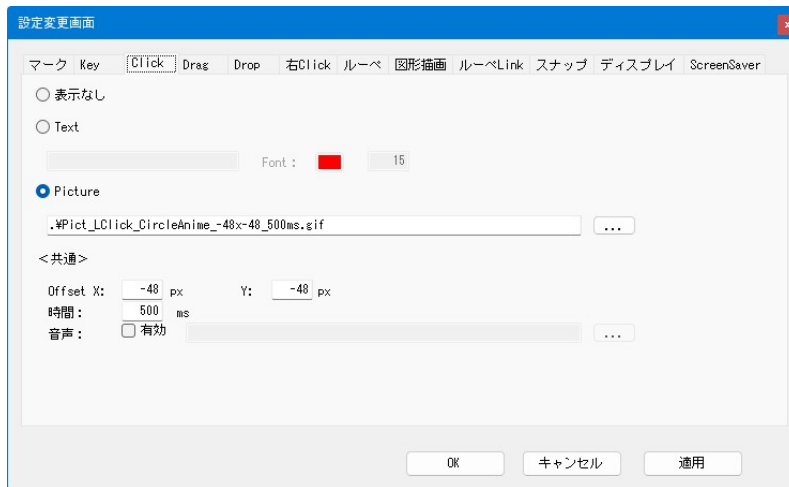 設定変更画面
マーク Key Click Drag Drop 右Click ルーペ 図形描画 ルーペLink スナップ ディスプレイ ScreenSaver
表示なし
Text
Font : 15
Picture
.¥Pict_LClick_CircleAnime_-48x-48_500ms.gif ...
<共通>
Offset X: -48 px Y: -48 px
時間: 500 ms
音声: 有効 ...
OK キャンセル 適用